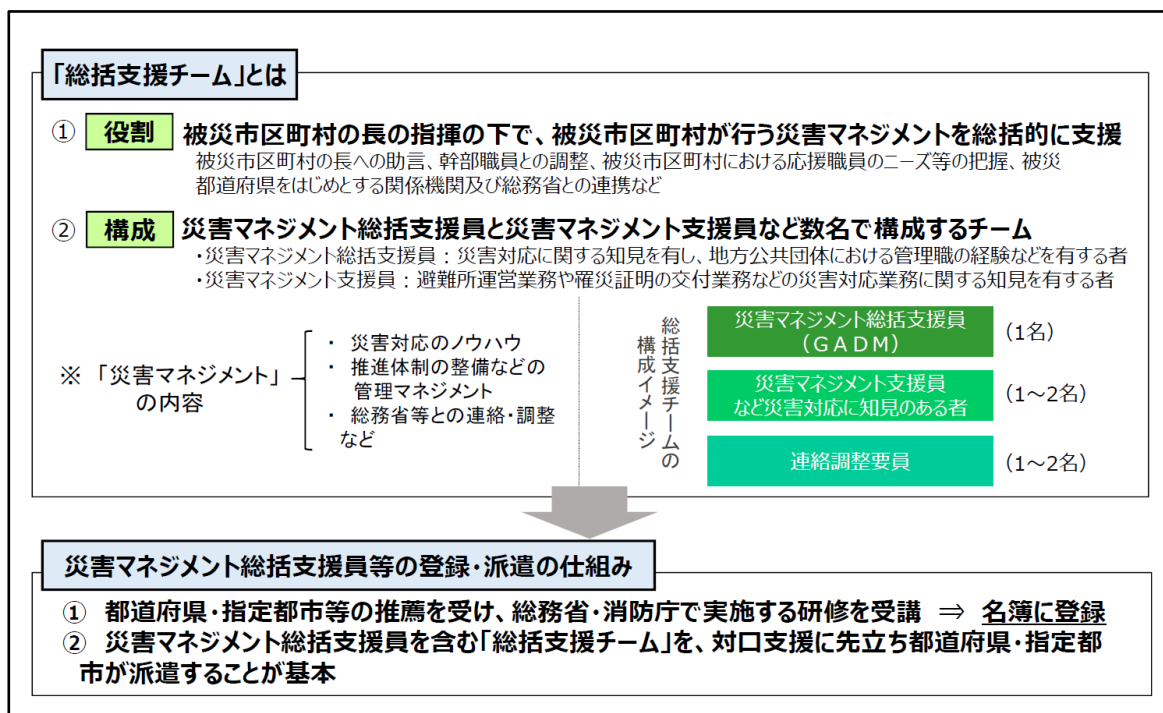 「総括支援チーム」とは
① 役割 被災市区町村の長の指揮の下で、被災市区町村が行う災害マネジメントを総括的に支援
被災市区町村の長への助言、幹部職員との調整、被災市区町村における応援職員のニーズ等の把握、被災
都道府県をはじめとする関係機関及び総務省との連携など
② 構成 災害マネジメント総括支援員と災害マネジメント支援員など数名で構成するチーム
・災害マネジメント総括支援員：災害対応に関する知見を有し、地方公共団体における管理職の経験などを有する者
・災害マネジメント支援員：避難所運営業務や罹災証明の交付業務などの災害対応業務に関する知見を有する者
※ 「災害マネジメント」
の内容
・ 災害対応のノウハウ
・ 推進体制の整備などの
管理マネジメント
・ 総務省等との連絡・調整
など
総括支援チームの
構成イメージ
災害マネジメント総括支援員
（ＧＡＤＭ）
（1名）
災害マネジメント支援員
など災害対応に知見のある者
（1～2名）
連絡調整要員
（1～2名）
災害マネジメント総括支援員等の登録・派遣の仕組み
① 都道府県・指定都市等の推薦を受け、総務省・消防庁で実施する研修を受講 ⇒ 名簿に登録
② 災害マネジメント総括支援員を含む「総括支援チーム」を、対口支援に先立ち都道府県・指定都
市が派遣することが基本